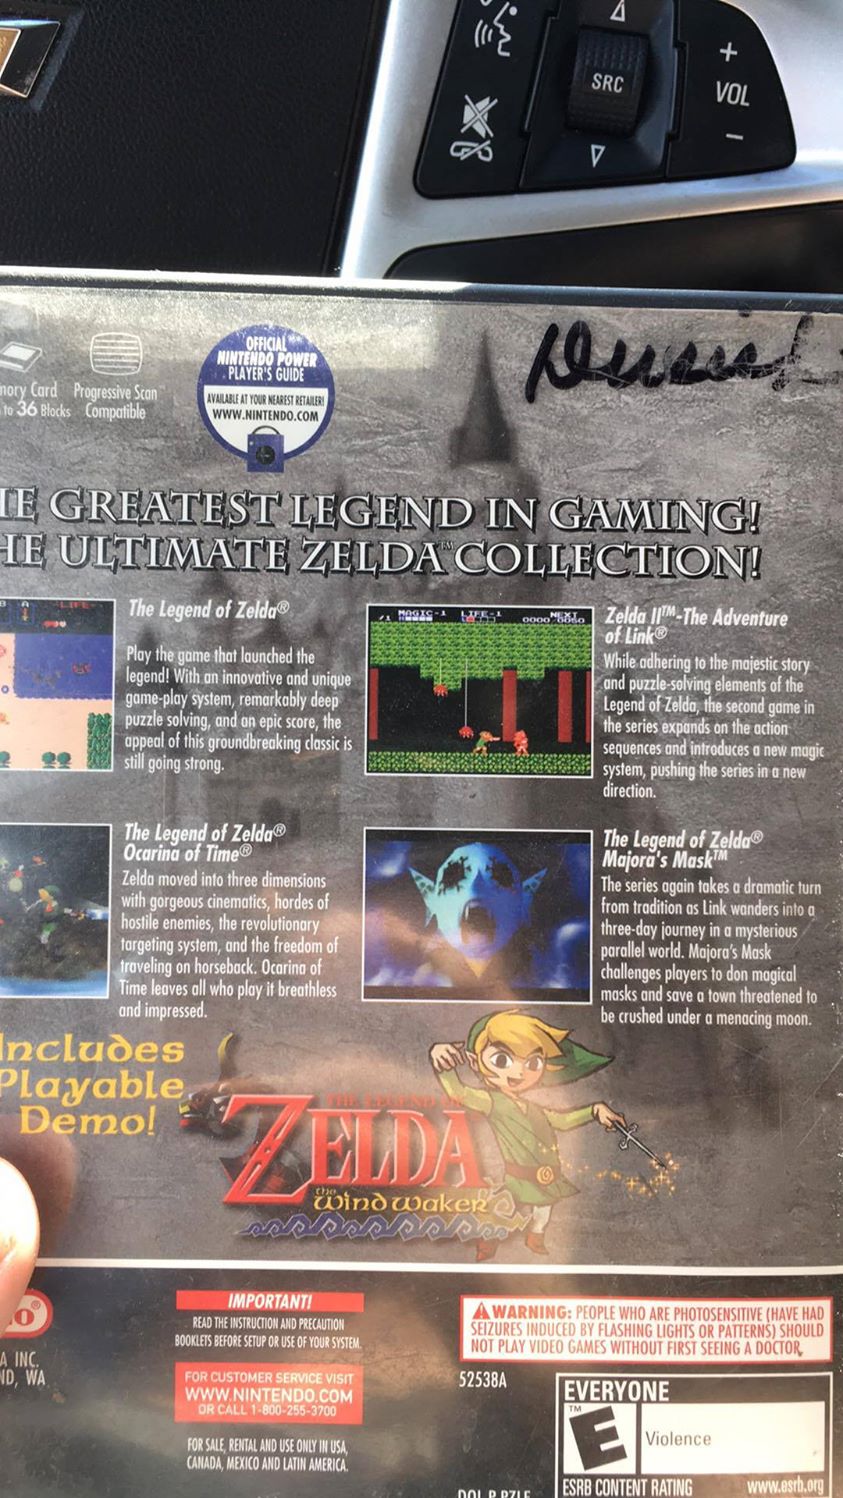 SRC
+
VOL
-
OFFICIAL
NINTENDO POWER
PLAYER'S GUIDE
AVAILABLE AT YOUR NEAREST RETAILER!
WWW.NINTENDO.COM
Card
to 36 Blocks
Progressive Scan
Compatible
GREATEST LEGEND IN GAMING!
ULTIMATE ZELDA™ COLLECTION!
B A -LIFE-
The Legend of Zelda®
Play the game that launched the
legend! With an innovative and unique
game-play system, remarkably deep
puzzle solving, and an epic score, the
appeal of this groundbreaking classic is
still going strong.
MAGIC-1 LIFE-1 NEXT
0000/0050
Zelda II™-The Adventure
of Link®
While adhering to the majestic story
and puzzle-solving elements of the
Legend of Zelda, the second game in
the series expands on the action
sequences and introduces a new magic
system, pushing the series in a new
direction.
The Legend of Zelda®
Ocarina of Time®
Zelda moved into three dimensions
with gorgeous cinematics, hordes of
hostile enemies, the revolutionary
targeting system, and the freedom of
traveling on horseback. Ocarina of
Time leaves all who play it breathless
and impressed.
The Legend of Zelda®
Majora's Mask™
The series again takes a dramatic turn
from tradition as Link wanders into a
three-day journey in a mysterious
parallel world. Majora's Mask
challenges players to don magical
masks and save a town threatened to
be crushed under a menacing moon.
Includes
Playable
Demo!
THE LEGEND OF
ZELDA
the Wind Waker
INC.
WA
IMPORTANT!
READ THE INSTRUCTION AND PRECAUTION
BOOKLETS BEFORE SETUP OR USE OF YOUR SYSTEM.
FOR CUSTOMER SERVICE VISIT
WWW.NINTENDO.COM
OR CALL 1-800-255-3700
FOR SALE, RENTAL AND USE ONLY IN USA,
CANADA, MEXICO AND LATIN AMERICA.
WARNING: PEOPLE WHO ARE PHOTOSENSITIVE (HAVE HAD
SEIZURES INDUCED BY FLASHING LIGHTS OR PATTERNS) SHOULD
NOT PLAY VIDEO GAMES WITHOUT FIRST SEEING A DOCTOR.
52538A
EVERYONE
E™
Violence
ESRB CONTENT RATING www.esrb.org